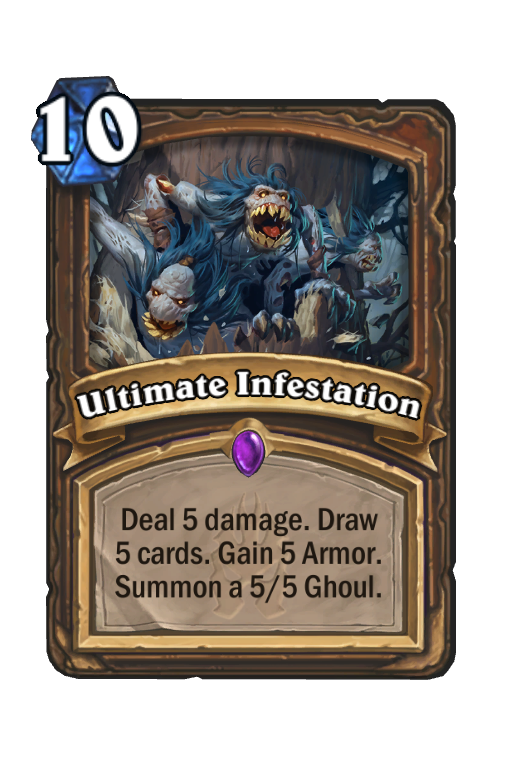 10
Ultimate Infestation
Deal 5 damage. Draw
5 cards. Gain 5 Armor.
Summon a 5/5 Ghoul.